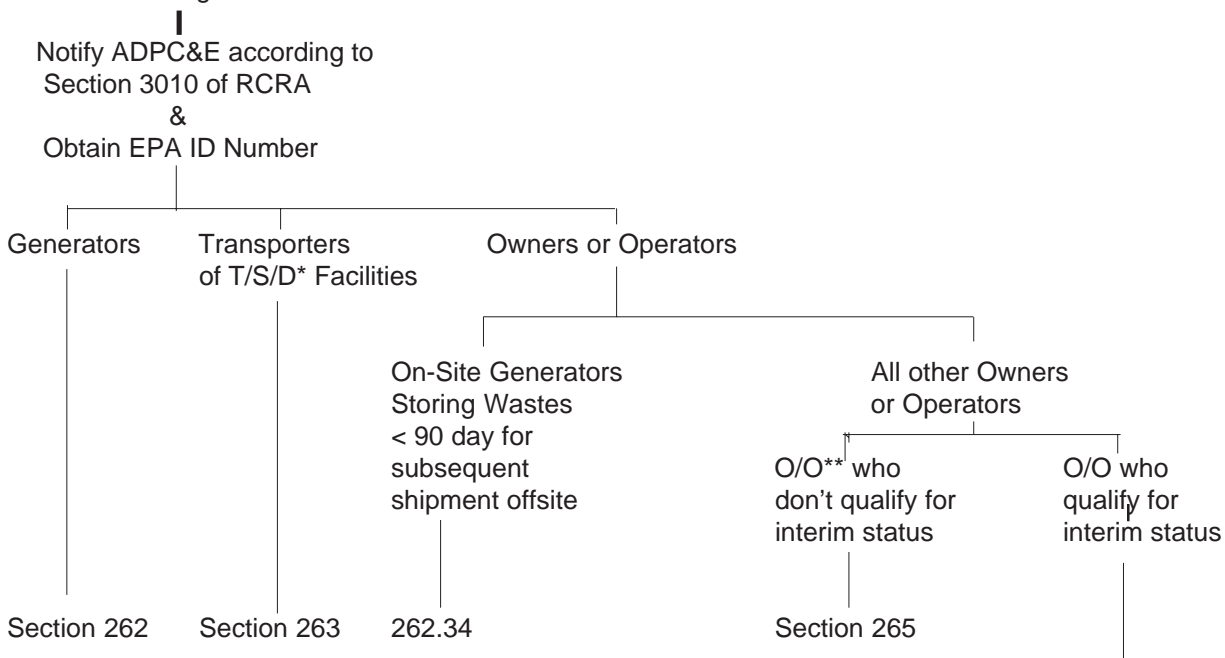 Notify ADPC&E according to
Section 3010 of RCRA
&
Obtain EPA ID Number
Generators
Transporters
of T/S/D* Facilities
Owners or Operators
On-Site Generators
Storing Wastes
< 90 day for
subsequent
shipment offsite
All other Owners
or Operators
O/O** who
don't qualify for
interim status
O/O who
qualify for
interim status
Section 262
Section 263
262.34
Section 265